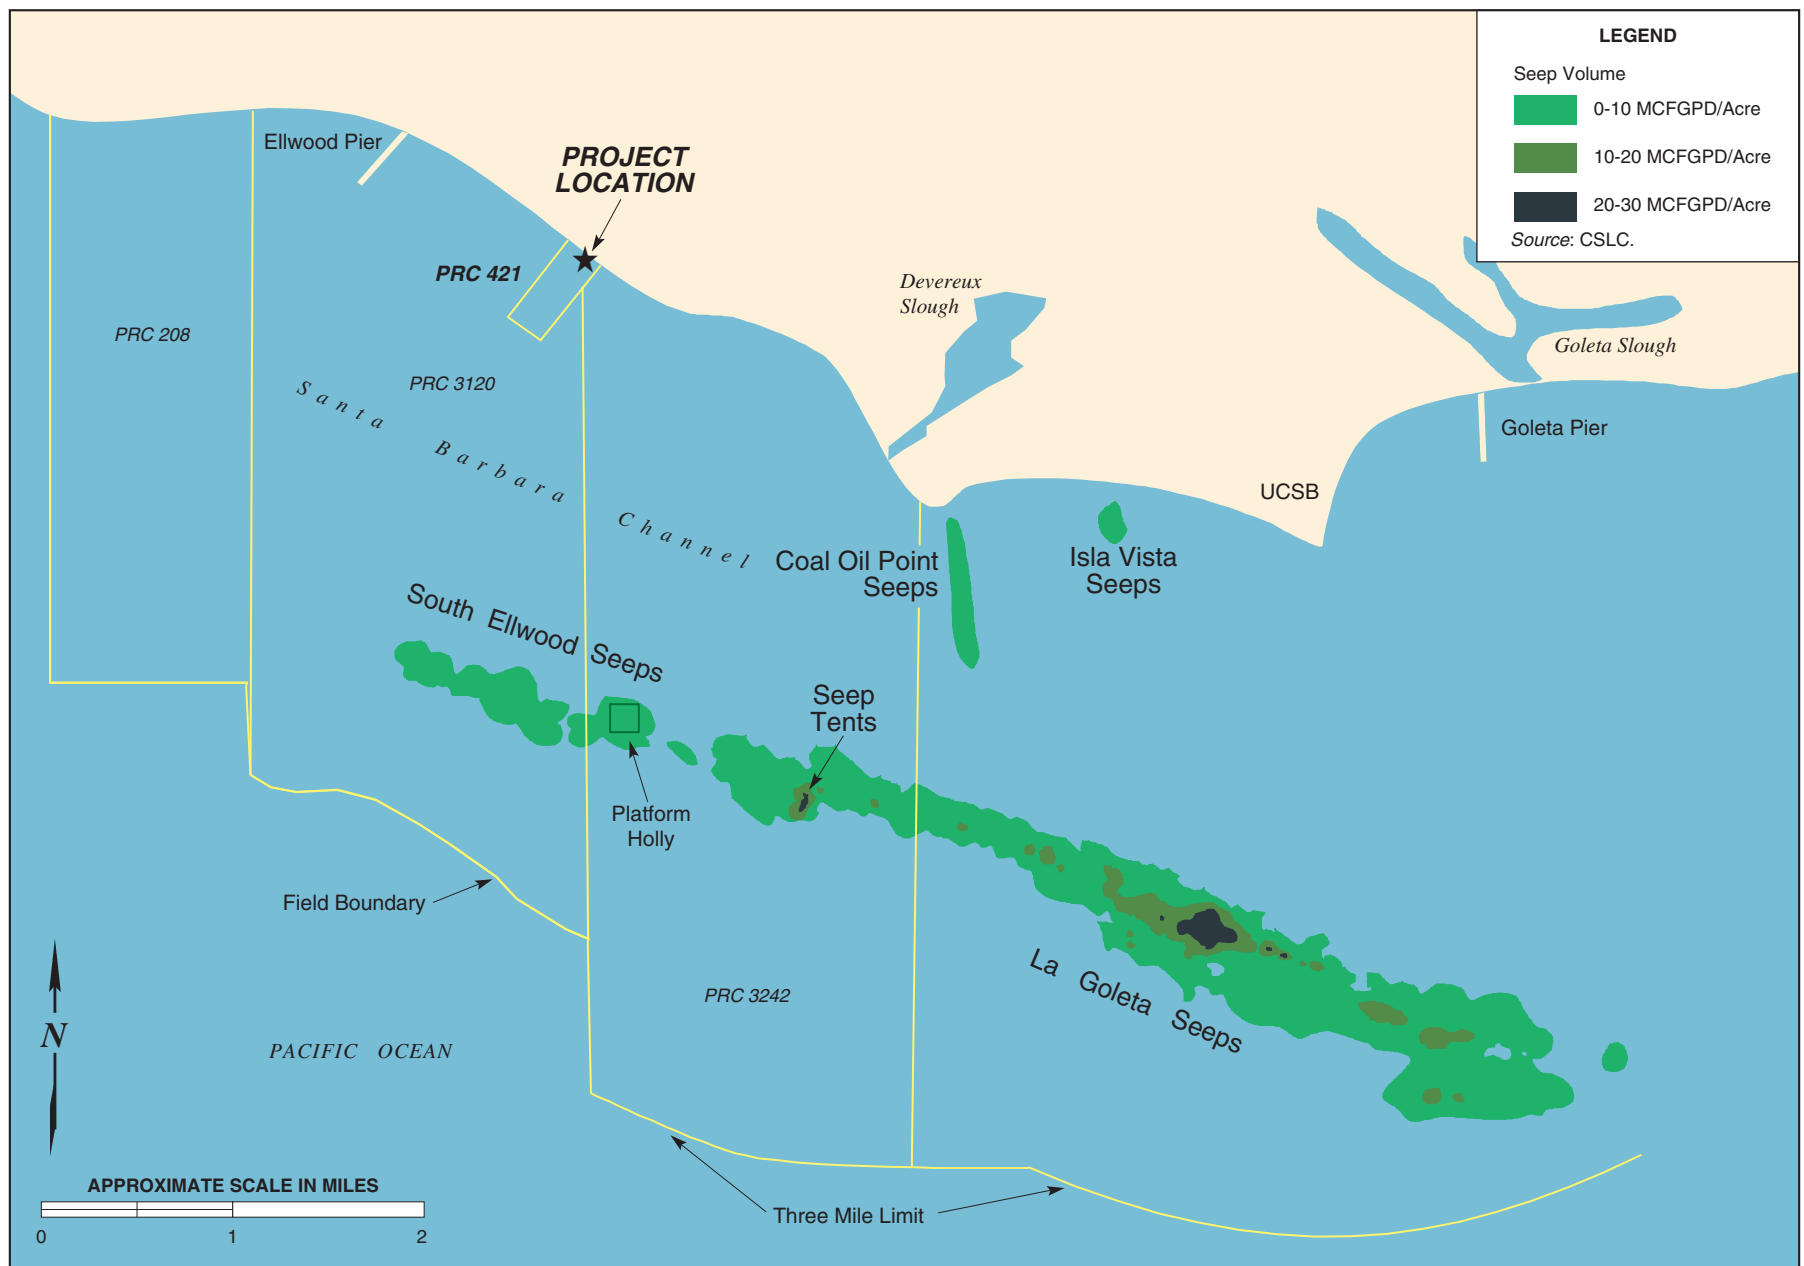 LEGEND
Seep Volume
0-10 MCFGPD/Acre
10-20 MCFGPD/Acre
20-30 MCFGPD/Acre
Source: CSLC.
Ellwood Pier
PROJECT
LOCATION
PRC 421
PRC 208
PRC 3120
Devereux
Slough
Goleta Slough
Goleta Pier
UCSB
Santa Barbara Channel
Coal Oil Point
Seeps
Isla Vista
Seeps
South Ellwood Seeps
Seep
Tents
Platform
Holly
Field Boundary
La Goleta Seeps
PRC 3242
N
PACIFIC OCEAN
APPROXIMATE SCALE IN MILES
0 1 2
Three Mile Limit